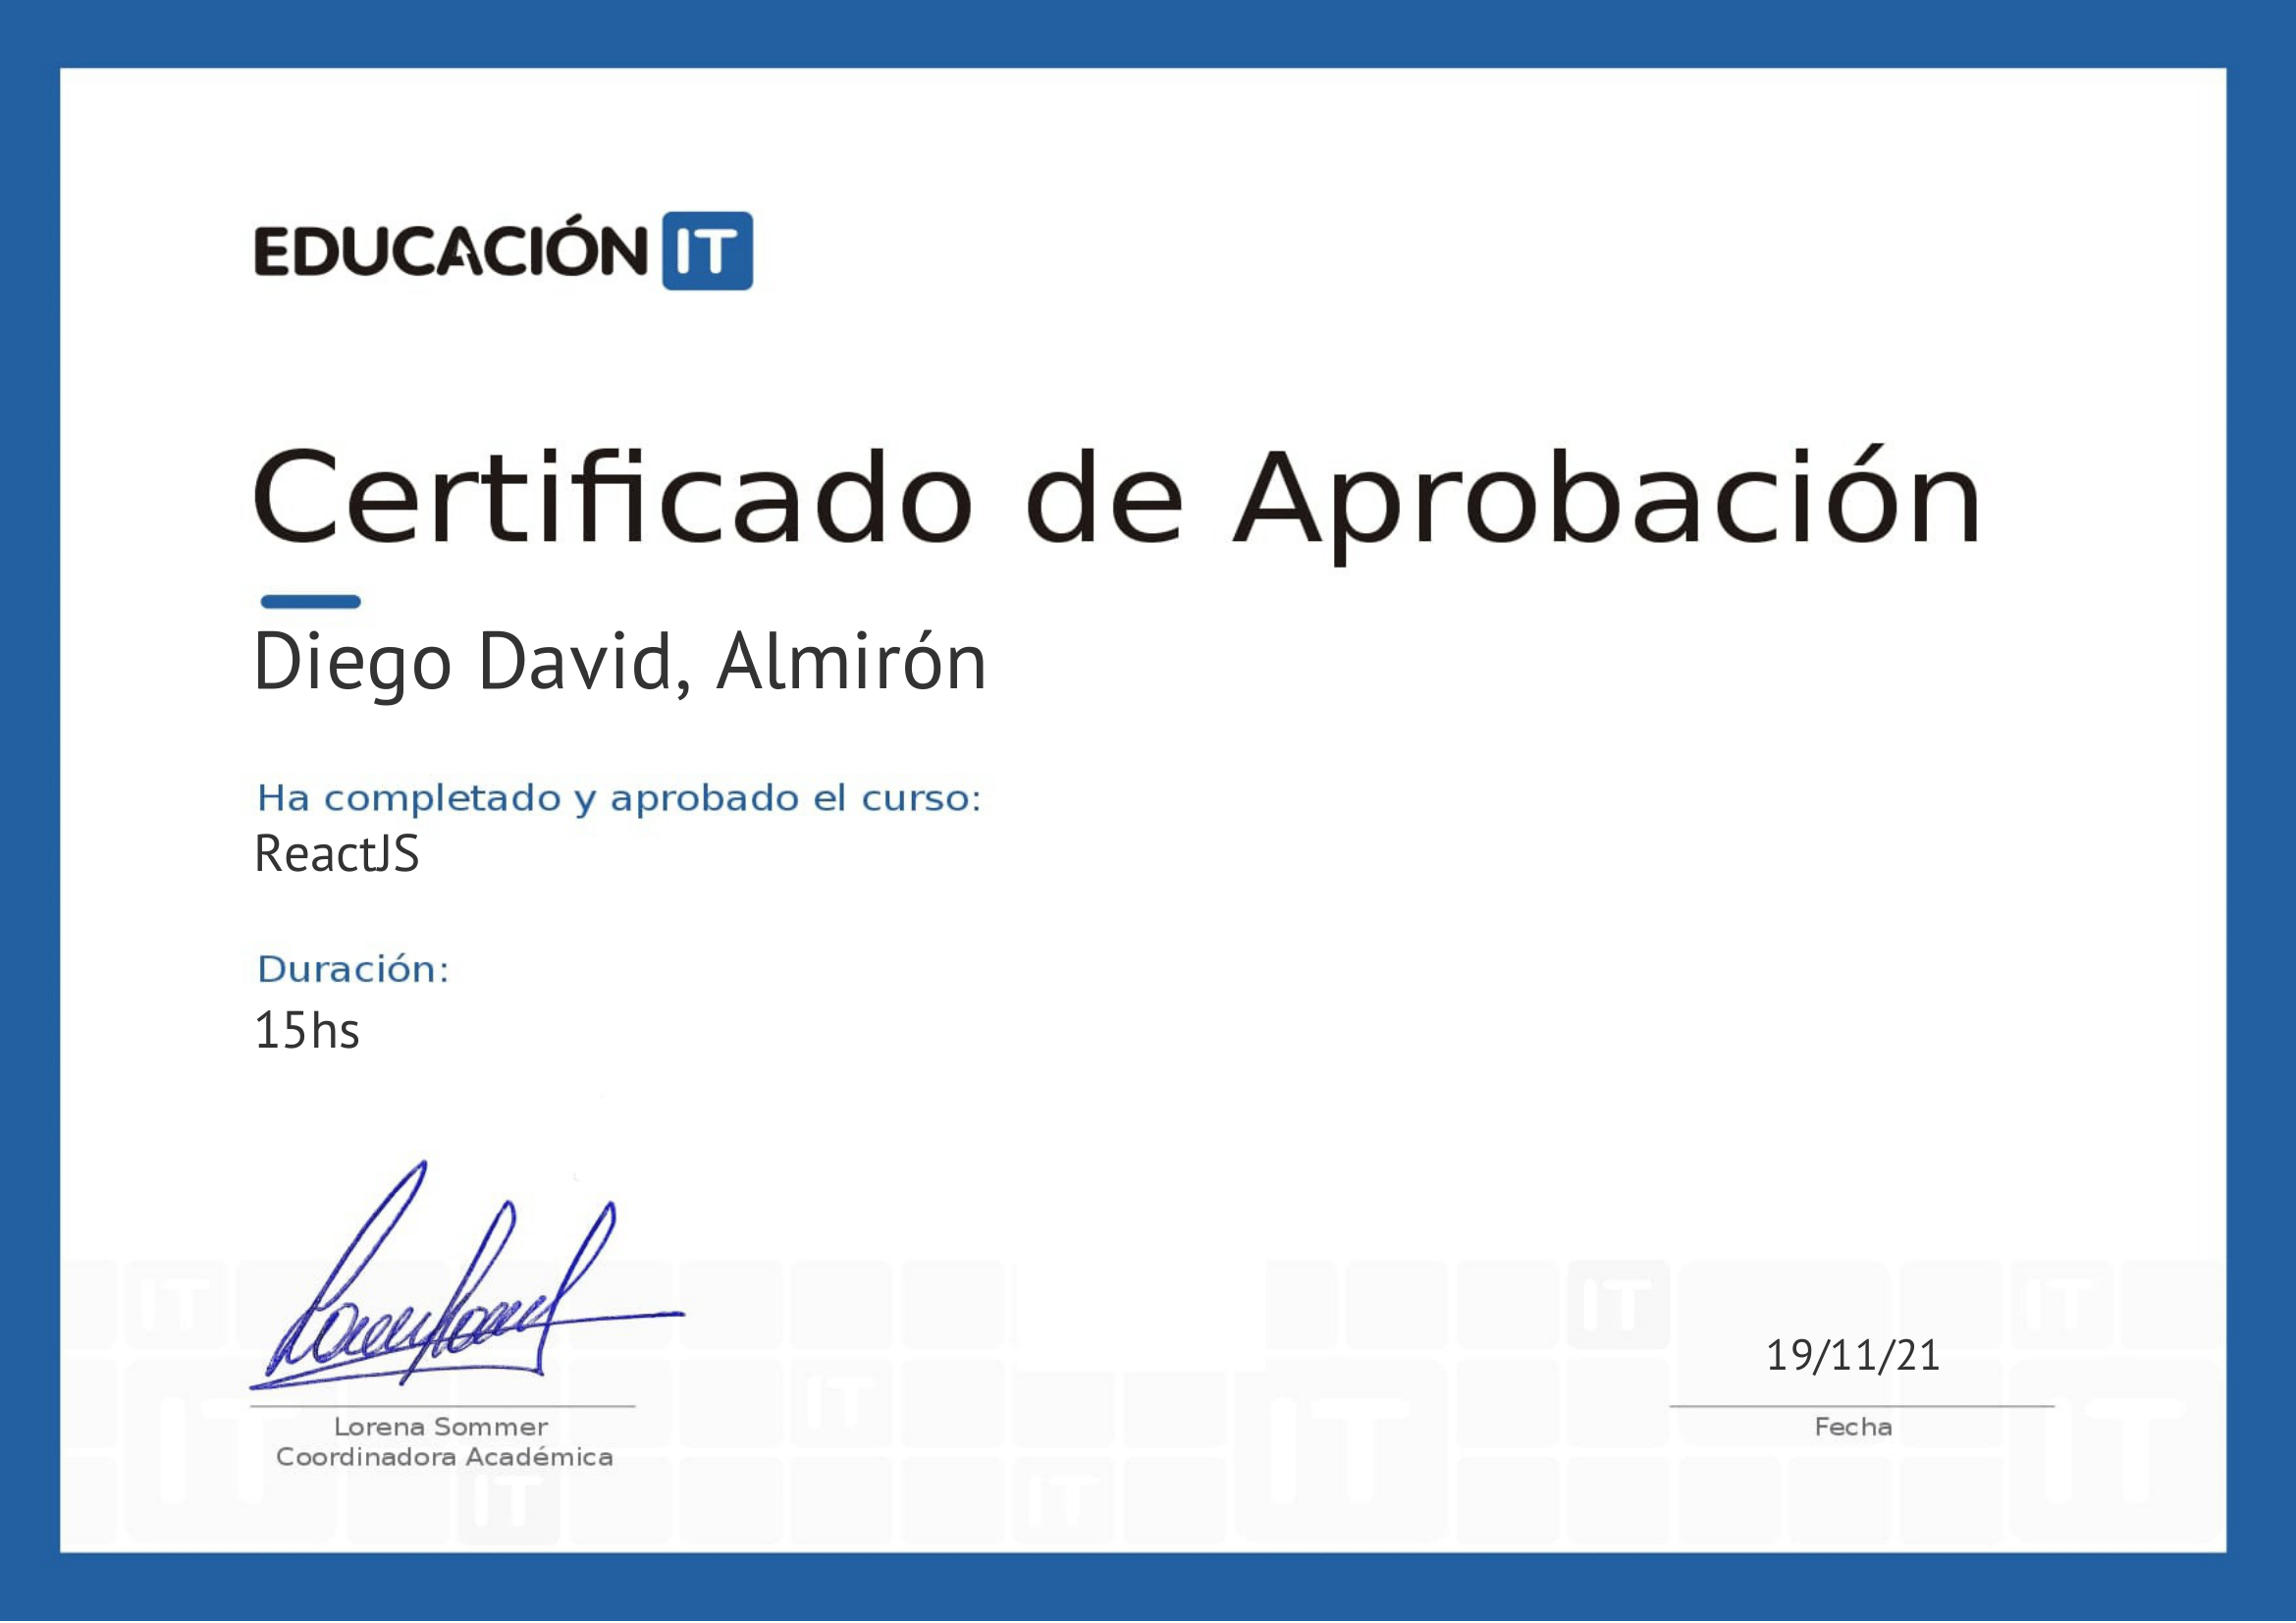 EDUCACIÓN IT
Certificado de Aprobación
Diego David, Almirón
Ha completado y aprobado el curso:
ReactJS
Duración:
15hs
19/11/21
Lorena Sommer
Fecha
Coordinadora Académica